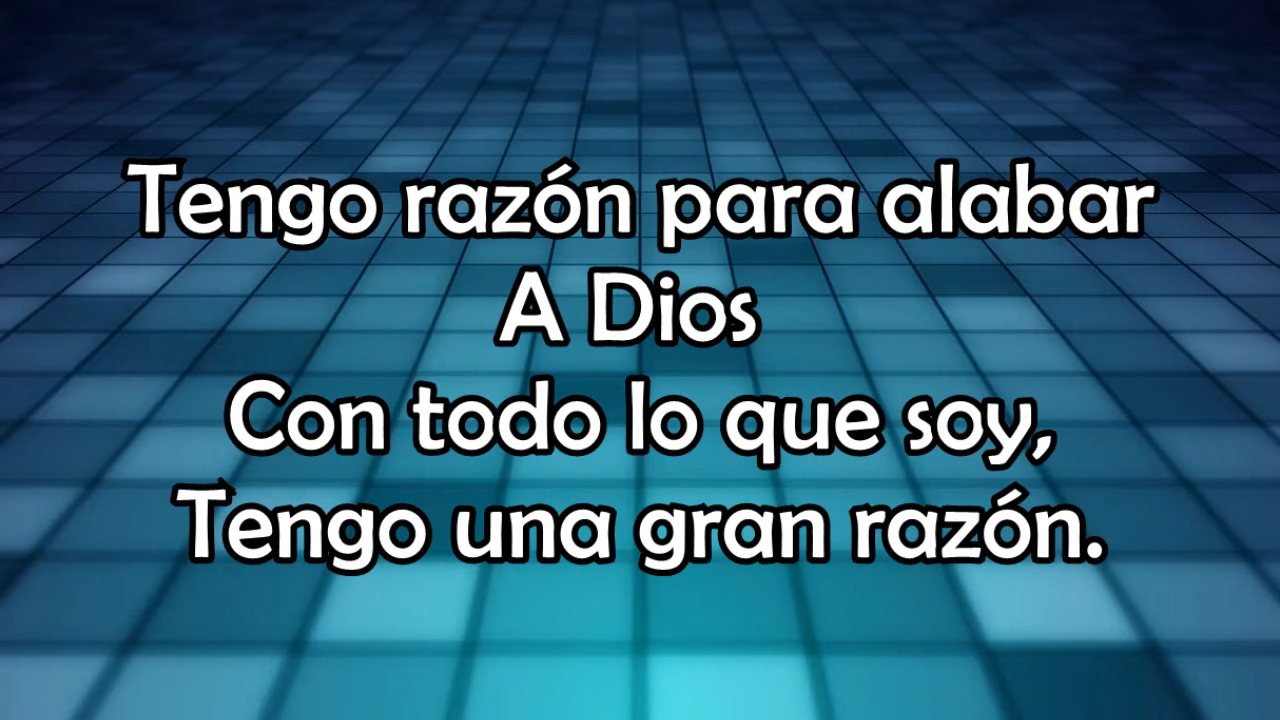 Tengo razón para alabar
A Dios
Con todo lo que soy,
Tengo una gran razón.